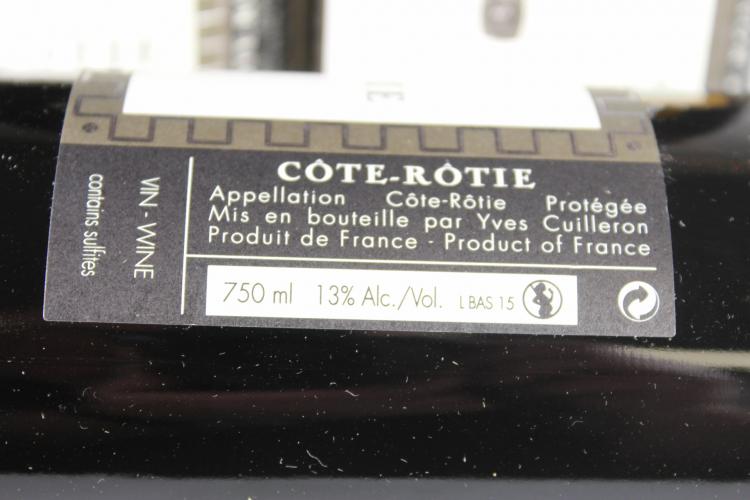 IE
CÔTE-RÔTIE
Appellation Côte-Rôtie Protégée
Mis en bouteille par Yves Cuilleron
Produit de France - Product of France
750 ml 13% Alc./Vol. L BAS 15
VIN - WINE
contains sulfites